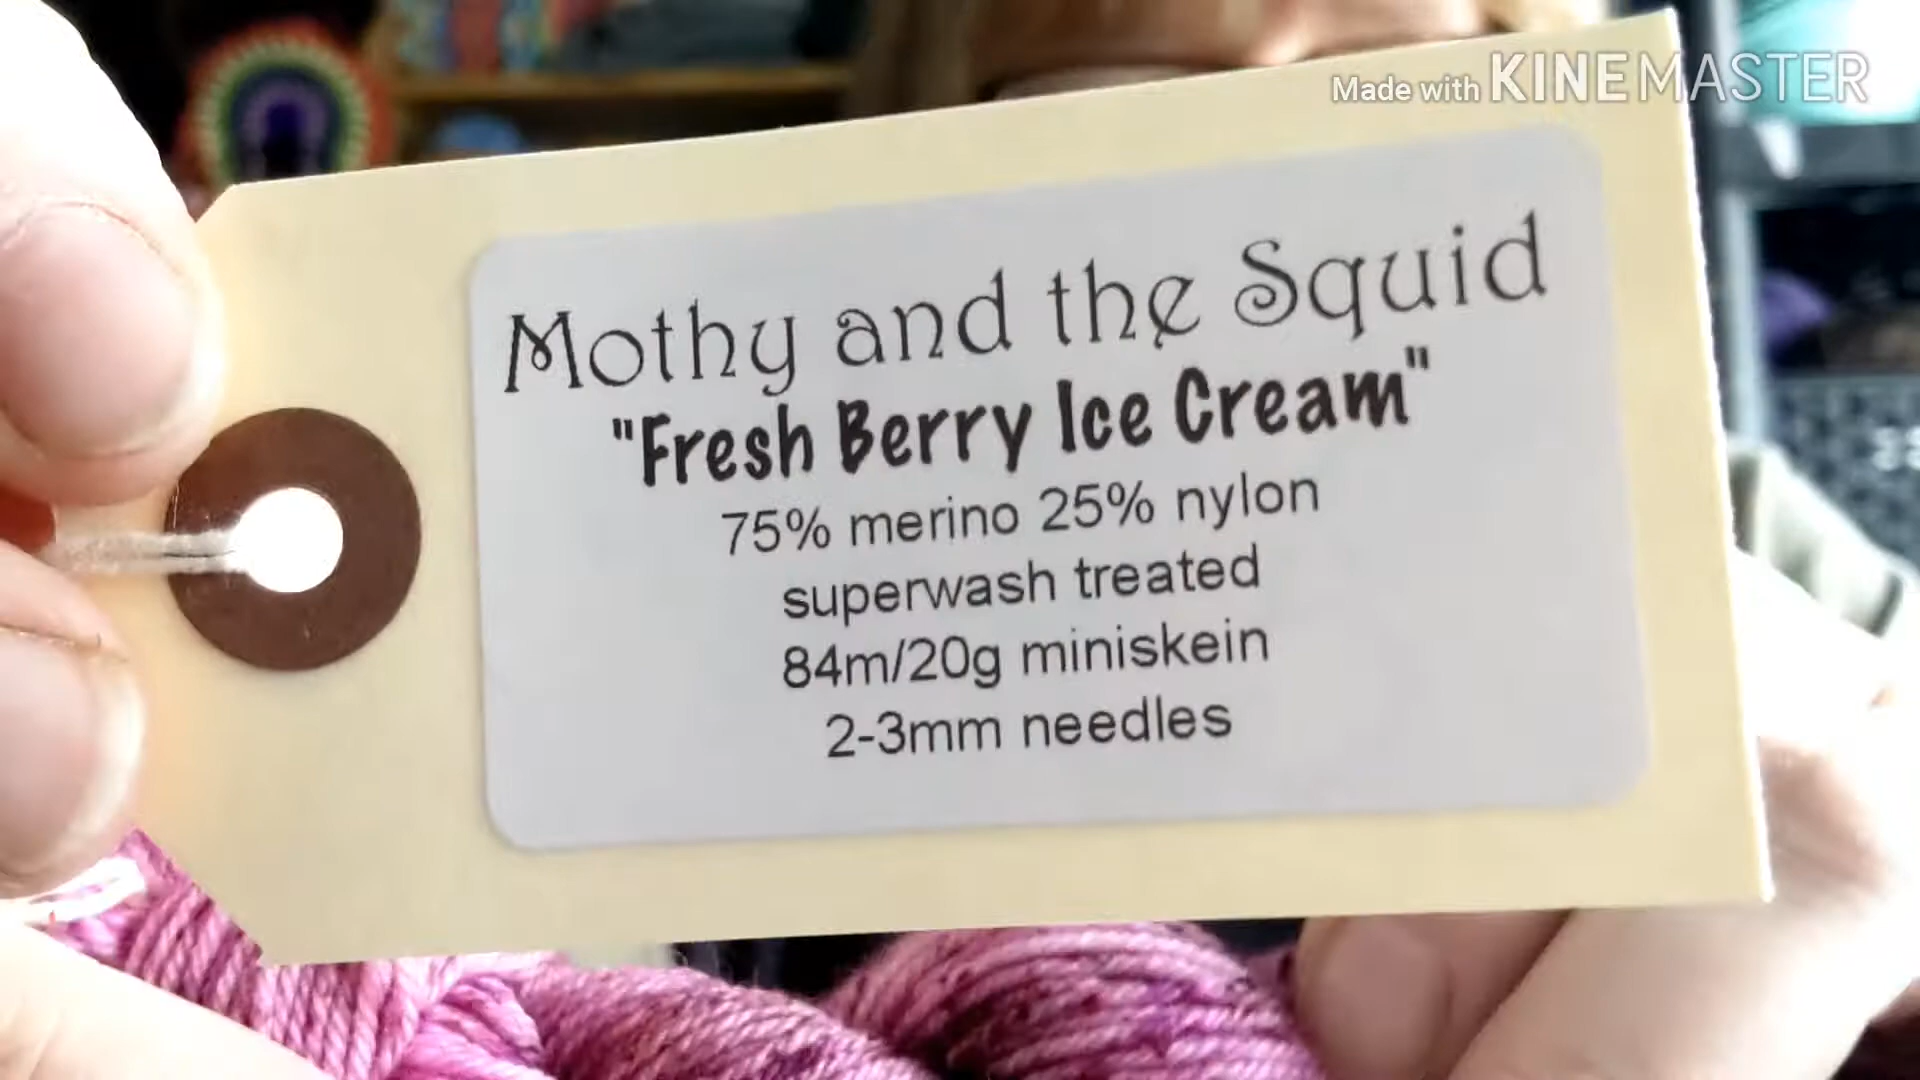 Made with KINEMASTER
Mothy and the Squid
"Fresh Berry Ice Cream"
75% merino 25% nylon
superwash treated
84m/20g miniskein
2-3mm needles